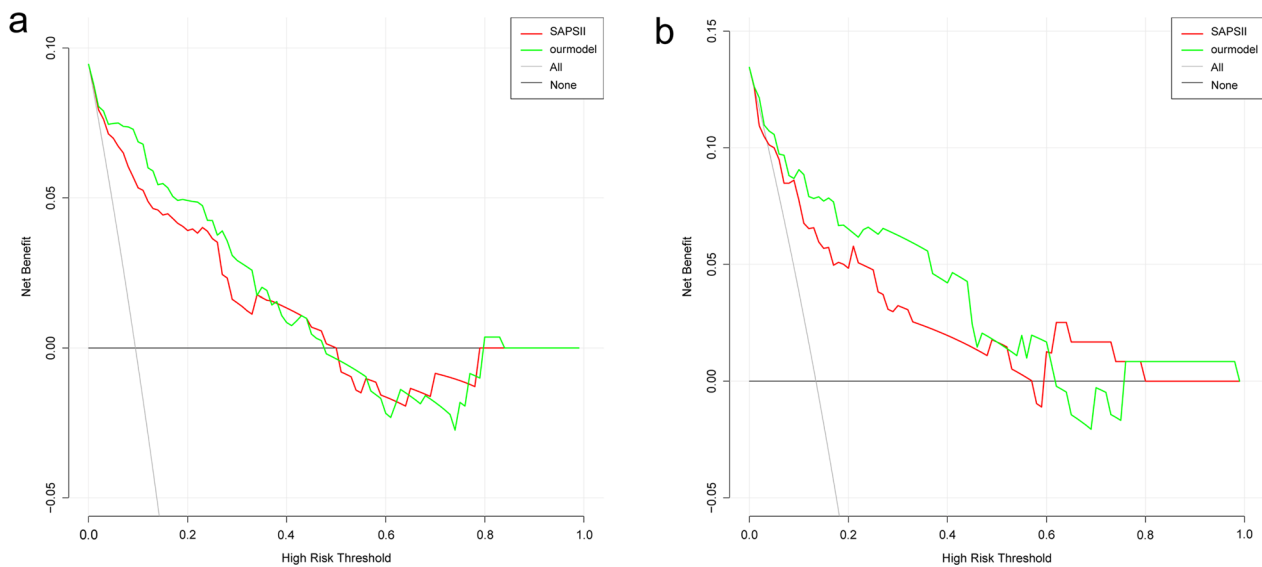 a
SAPSII
ourmodel
All
None
0.10
0.05
0.00
−0.05
Net Benefit
0.0 0.2 0.4 0.6 0.8 1.0
High Risk Threshold
b
SAPSII
ourmodel
All
None
0.15
0.10
0.05
0.00
−0.05
Net Benefit
0.0 0.2 0.4 0.6 0.8 1.0
High Risk Threshold